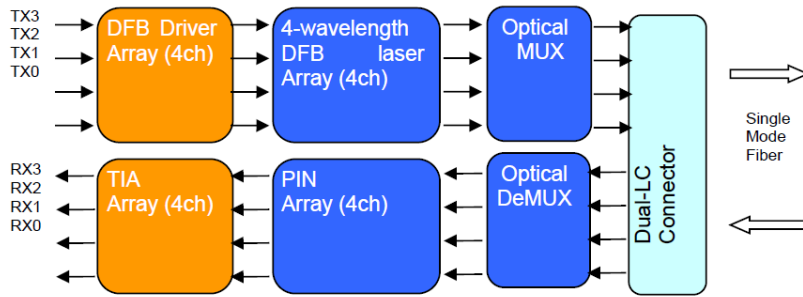 TX3
TX2
TX1
TX0
DFB Driver
Array (4ch)
4-wavelength
DFB laser
Array (4ch)
Optical
MUX
Dual-LC
Connector
Single
Mode
Fiber
RX3
RX2
RX1
RX0
TIA
Array (4ch)
PIN
Array (4ch)
Optical
DeMUX